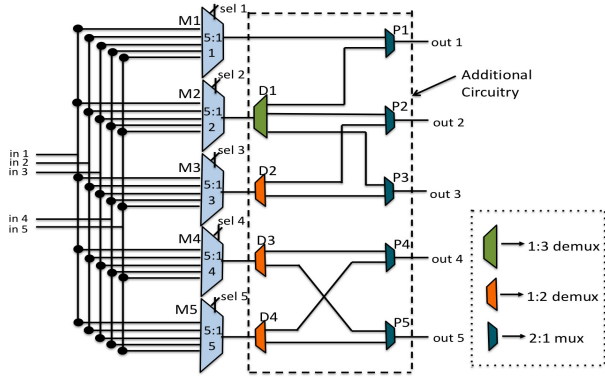 M1
sel 1
5:1
1
P1
out 1
Additional
Circuitry
M2
sel 2
5:1
2
D1
P2
out 2
in 1
in 2
in 3
M3
sel 3
5:1
3
D2
P3
out 3
in 4
in 5
M4
sel 4
5:1
4
D3
P4
out 4
M5
sel 5
5:1
5
D4
P5
out 5
1:3 demux
1:2 demux
2:1 mux